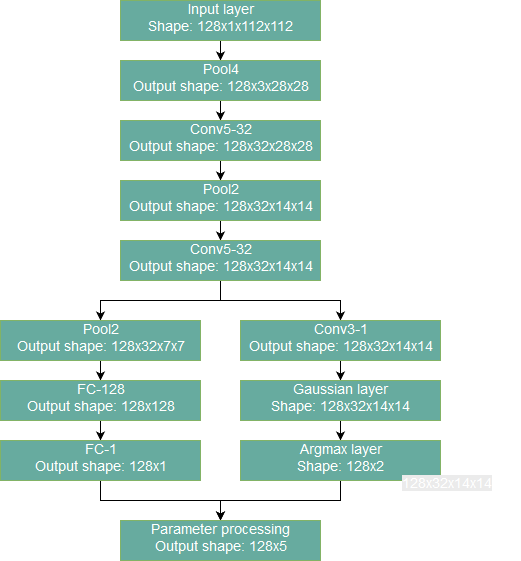 Input layer
Shape: 128x1x112x112
Pool4
Output shape: 128x3x28x28
Conv5-32
Output shape: 128x32x28x28
Pool2
Output shape: 128x32x14x14
Conv5-32
Output shape: 128x32x14x14
Pool2
Output shape: 128x32x7x7
Conv3-1
Output shape: 128x32x14x14
FC-128
Output shape: 128x128
Gaussian layer
Shape: 128x32x14x14
FC-1
Output shape: 128x1
Argmax layer
Shape: 128x2
128x32x14x14
Parameter processing
Output shape: 128x5